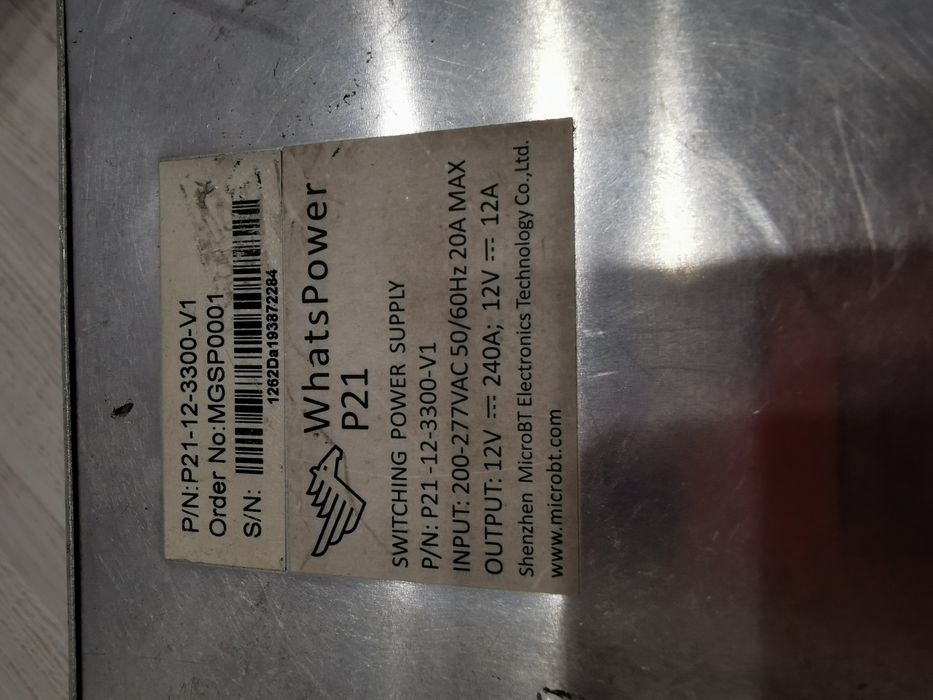 P/N:P21-12-3300-V1
Order No:MGSP0001
S/N:
1262Da193872284
WhatsPower
P21
SWITCHING POWER SUPPLY
P/N: P21 -12-3300-V1
INPUT: 200-277VAC 50/60Hz 20A MAX
OUTPUT: 12V ⎓ 240A; 12V ⎓ 12A
Shenzhen MicroBT Electronics Technology Co.,Ltd.
www.microbt.com